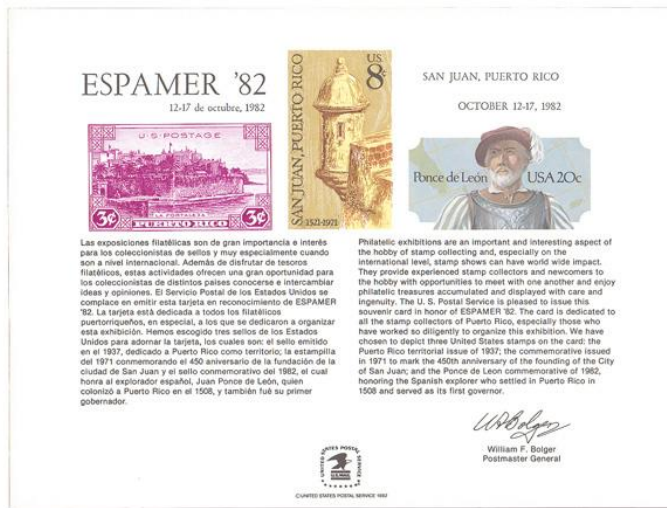 ESPAMER '82
12-17 de octubre, 1982
U·S·POSTAGE
3¢
LA FORTALEZA
3¢
PUERTO RICO
SAN JUAN, PUERTO RICO
U.S.
8¢
1521-1971
SAN JUAN, PUERTO RICO
OCTOBER 12-17, 1982
Ponce de León USA 20c
Las exposiciones filatélicas son de gran importancia e interés
para los coleccionistas de sellos y muy especialmente cuando
son a nivel internacional. Además de disfrutar de tesoros
filatélicos, estas actividades ofrecen una gran oportunidad para
los coleccionistas de distintos países conocerse e intercambiar
ideas y opiniones. El Servicio Postal de los Estados Unidos se
complace en emitir esta tarjeta en reconocimiento de ESPAMER
'82. La tarjeta está dedicada a todos los filatélicos
puertorriqueños, en especial, a los que se dedicaron a organizar
esta exhibición. Hemos escogido tres sellos de los Estados
Unidos para adornar la tarjeta, los cuales son: el sello emitido
en el 1937, dedicado a Puerto Rico como territorio; la estampilla
del 1971 conmemorando el 450 aniversario de la fundación de la
ciudad de San Juan y el sello conmemorativo del 1982, el cual
honra al explorador español, Juan Ponce de León, quien
colonizó a Puerto Rico en el 1508, y también fué su primer
gobernador.
Philatelic exhibitions are an important and interesting aspect of
the hobby of stamp collecting and, especially on the
international level, stamp shows can have world wide impact.
They provide experienced stamp collectors and newcomers to
the hobby with opportunities to meet with one another and enjoy
philatelic treasures accumulated and displayed with care and
ingenuity. The U. S. Postal Service is pleased to issue this
souvenir card in honor of ESPAMER '82. The card is dedicated to
all the stamp collectors of Puerto Rico, especially those who
have worked so diligently to organize this exhibition. We have
chosen to depict three United States stamps on the card: the
Puerto Rico territorial issue of 1937; the commemorative issued
in 1971 to mark the 450th anniversary of the founding of the City
of San Juan; and the Ponce de Leon commemorative of 1982,
honoring the Spanish explorer who settled in Puerto Rico in
1508 and served as its first governor.
WFBolger
William F. Bolger
Postmaster General
UNITED STATES POSTAL SERVICE
U.S.MAIL
© UNITED STATES POSTAL SERVICE 1982